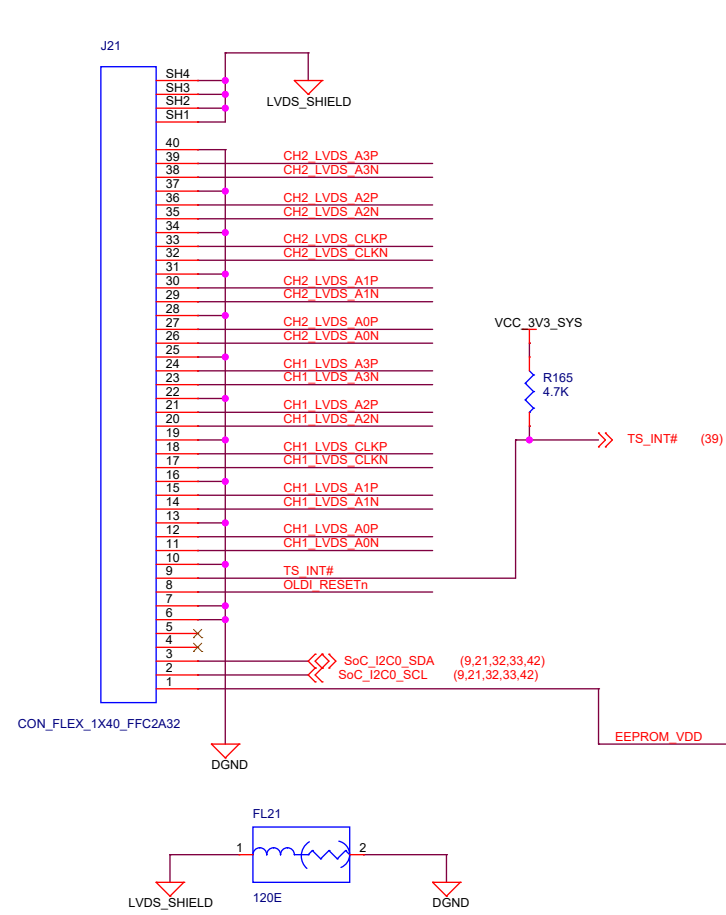 J21
SH4
SH3
SH2
SH1
LVDS_SHIELD
40
39 CH2_LVDS_A3P
38 CH2_LVDS_A3N
37
36 CH2_LVDS_A2P
35 CH2_LVDS_A2N
34
33 CH2_LVDS_CLKP
32 CH2_LVDS_CLKN
31
30 CH2_LVDS_A1P
29 CH2_LVDS_A1N
28
27 CH2_LVDS_A0P
26 CH2_LVDS_A0N
25
24 CH1_LVDS_A3P
23 CH1_LVDS_A3N
22
21 CH1_LVDS_A2P
20 CH1_LVDS_A2N
19
18 CH1_LVDS_CLKP
17 CH1_LVDS_CLKN
16
15 CH1_LVDS_A1P
14 CH1_LVDS_A1N
13
12 CH1_LVDS_A0P
11 CH1_LVDS_A0N
10
9 TS_INT#
8 OLDI_RESETn
7
6
5
4
3 SoC_I2C0_SDA (9,21,32,33,42)
2 SoC_I2C0_SCL (9,21,32,33,42)
1
VCC_3V3_SYS
R165
4.7K
TS_INT# (39)
CON_FLEX_1X40_FFC2A32
EEPROM_VDD
DGND
FL21
1 2
120E
LVDS_SHIELD
DGND